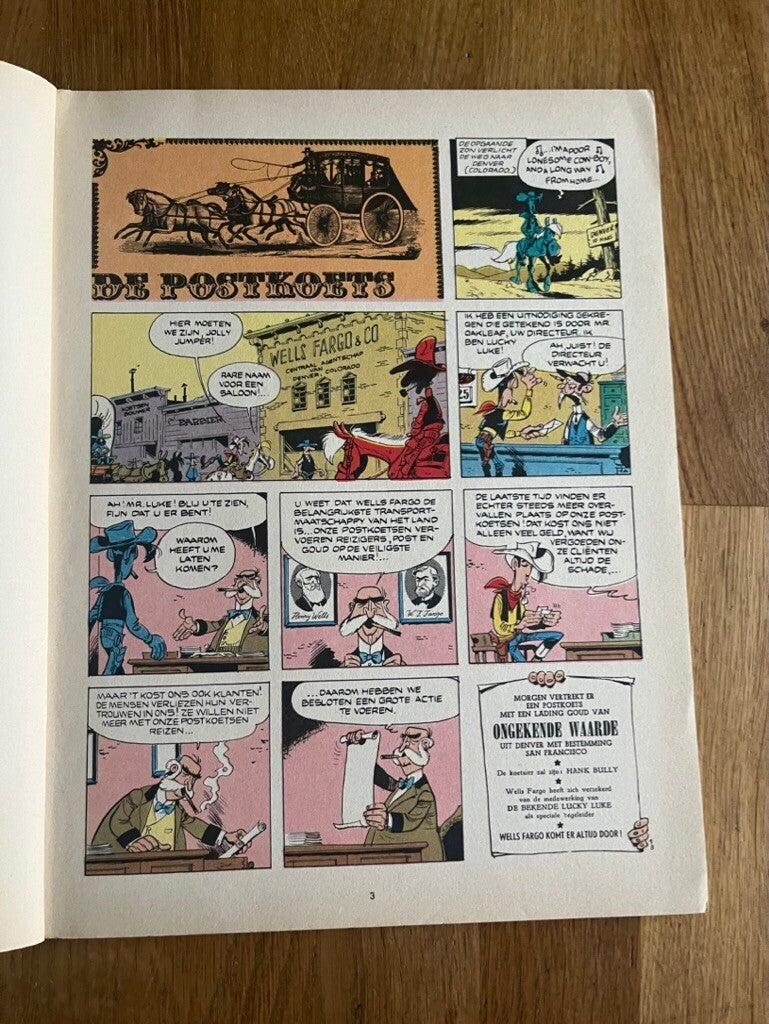 DE POSTKOETS
DE OPGAANDE
ZON VERLICHT
DE WEG NAAR
DENVER
(COLORADO.)
...I'M A POOR
LONESOME COW-BOY,
AND A LONG WAY
FROM HOME...
DENVER
10 MILES
HIER MOETEN
WE ZIJN, JOLLY
JUMPER!
RARE NAAM
VOOR EEN
SALOON!...
WELLS FARGO & CO
CENTRAAL AGENTSCHAP
VAN
DENVER, COLORADO
KOETSEN
BOUWER
BARBIER
IK HEB EEN UITNODIGING GEKRE-
GEN DIE GETEKEND IS DOOR MR.
OAKLEAF, UW DIRECTEUR. IK
BEN LUCKY
LUKE!
AH, JUIST! DE
DIRECTEUR
VERWACHT U!
25
AH! MR. LUKE! BLIJ U TE ZIEN,
FIJN DAT U ER BENT!
WAAROM
HEEFT U ME
LATEN
KOMEN?
U WEET DAT WELLS FARGO DE
BELANGRIJKSTE TRANSPORT-
MAATSCHAPPY VAN HET LAND
IS... ONZE POSTKOETSEN VER-
VOEREN REIZIGERS, POST EN
GOUD OP DE VEILIGSTE
MANIER!...
Henry Wells
W. G. Fargo
DE LAATSTE TIJD VINDEN ER
ECHTER STEEDS MEER OVER-
VALLEN PLAATS OP ONZE POST-
KOETSEN! DAT KOST ONS NIET
ALLEEN VEEL GELD, WANT WIJ
VERGOEDEN ON-
ZE CLIËNTEN
ALTIJD DE
SCHADE,...
MAAR 'T KOST ONS OOK KLANTEN!
DE MENSEN VERLIEZEN HUN VER-
TROUWEN IN ONS! ZE WILLEN NIET
MEER MET ONZE POSTKOETSEN
REIZEN...
...DAAROM HEBBEN WE
BESLOTEN EEN GROTE ACTIE
TE VOEREN.
MORGEN VERTREKT ER
EEN POSTKOETS
MET EEN LADING GOUD VAN
ONGEKENDE WAARDE
UIT DENVER MET BESTEMMING
SAN FRANCISCO
De koetsier zal zijn: HANK BULLY
Wells Fargo heeft zich verzekerd
van de medewerking van
DE BEKENDE LUCKY LUKE
als speciale begeleider
WELLS FARGO KOMT ER ALTIJD DOOR!
3